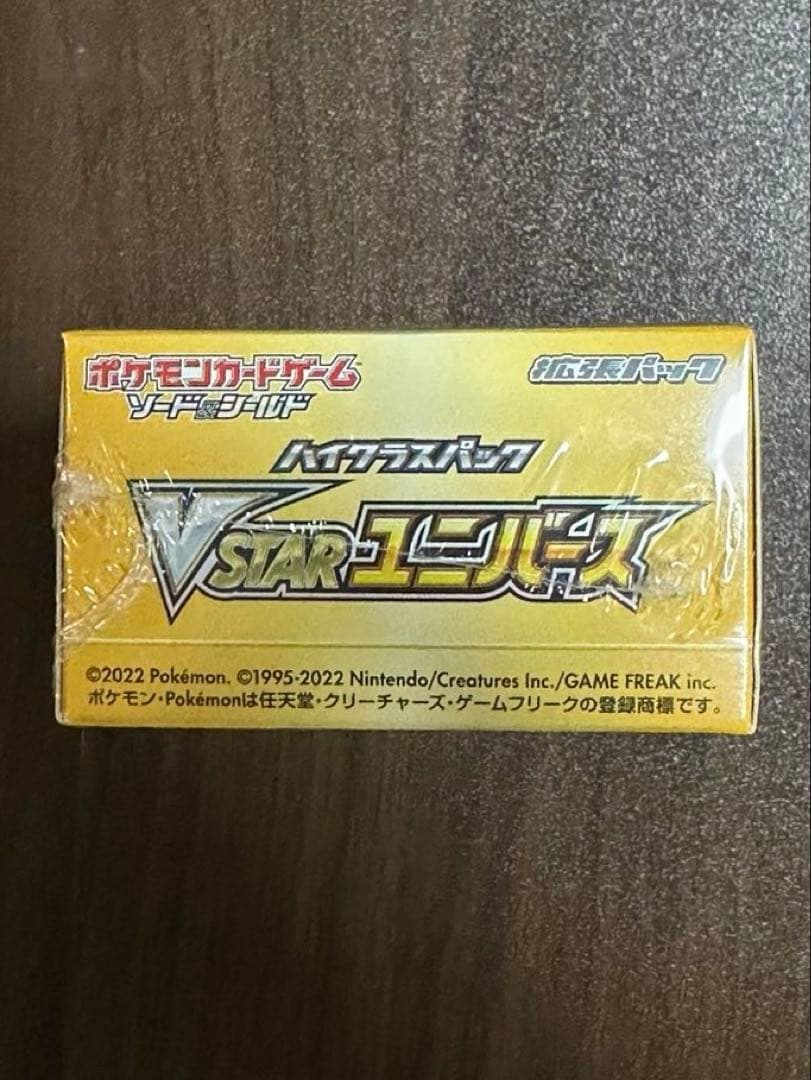 ポケモンカードゲーム
拡張パック
ソード&シールド
ハイクラスパック
VSTARユニバース
©2022 Pokémon. ©1995-2022 Nintendo/Creatures Inc./GAME FREAK inc.
ポケモン・Pokémonは任天堂・クリーチャーズ・ゲームフリークの登録商標です。